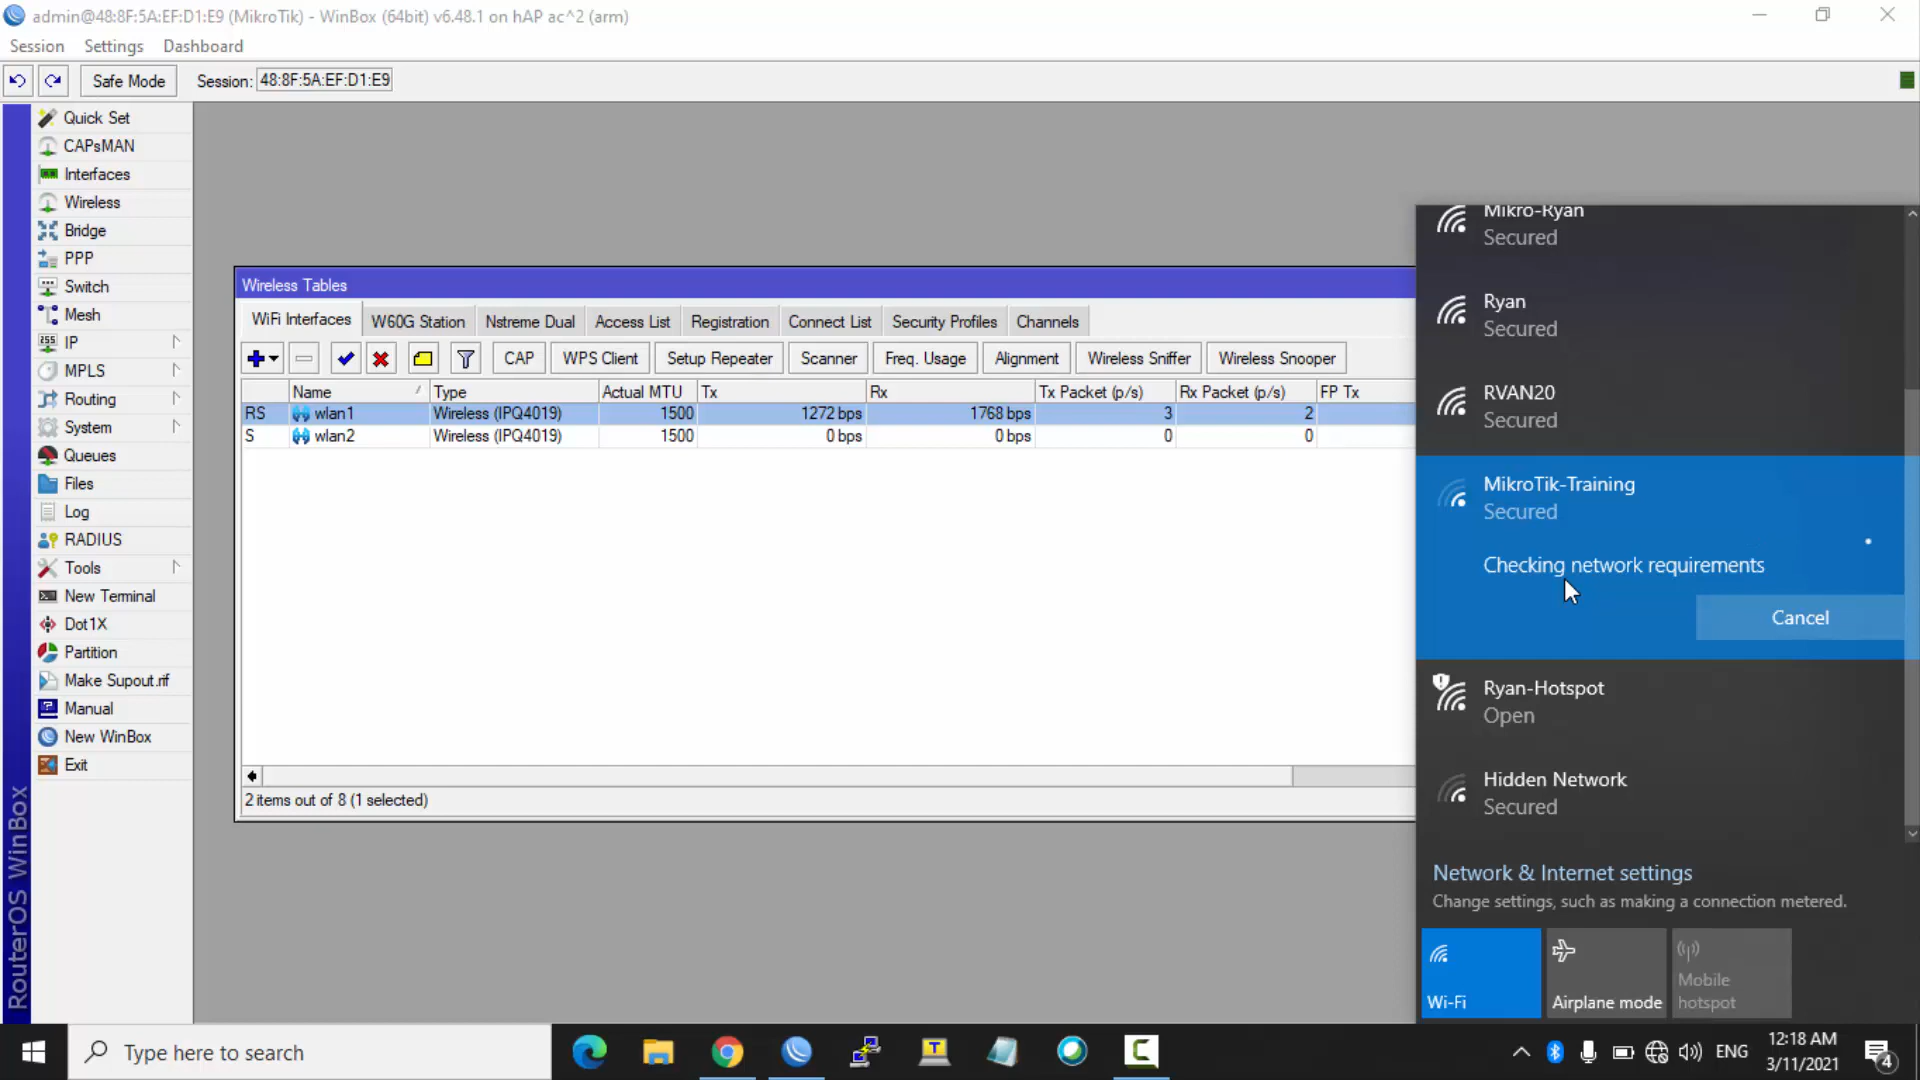 admin@48:8F:5A:EF:D1:E9 (MikroTik) - WinBox (64bit) v6.48.1 on hAP ac^2 (arm)
Session Settings Dashboard
Safe Mode Session: 48:8F:5A:EF:D1:E9
Quick Set
CAPsMAN
Interfaces
Wireless
Bridge
PPP
Switch
Mesh
IP
MPLS
Routing
System
Queues
Files
Log
RADIUS
Tools
New Terminal
Dot1X
Partition
Make Supout.rif
Manual
New WinBox
Exit
RouterOS WinBox
Wireless Tables
WiFi Interfaces W60G Station Nstreme Dual Access List Registration Connect List Security Profiles Channels
CAP WPS Client Setup Repeater Scanner Freq. Usage Alignment Wireless Sniffer Wireless Snooper
Name Type Actual MTU Tx Rx Tx Packet (p/s) Rx Packet (p/s) FP Tx
RS wlan1 Wireless (IPQ4019) 1500 1272 bps 1768 bps 3 2
S wlan2 Wireless (IPQ4019) 1500 0 bps 0 bps 0 0
2 items out of 8 (1 selected)
Mikro-Ryan
Secured
Ryan
Secured
RVAN20
Secured
MikroTik-Training
Secured
Checking network requirements
Cancel
Ryan-Hotspot
Open
Hidden Network
Secured
Network & Internet settings
Change settings, such as making a connection metered.
Wi-Fi
Airplane mode
Mobile
hotspot
Type here to search
ENG
12:18 AM
3/11/2021
4